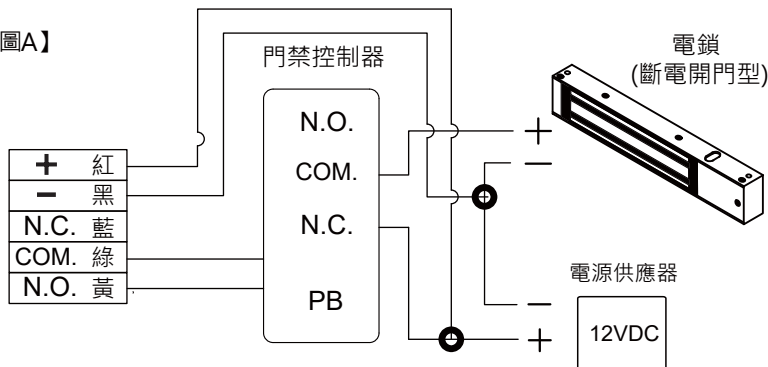 圖A】
門禁控制器
電鎖
(斷電開門型)
N.O.
COM.
N.C.
PB
+
−
+ 紅
− 黑
N.C. 藍
COM. 綠
N.O. 黃
電源供應器
−
+
12VDC